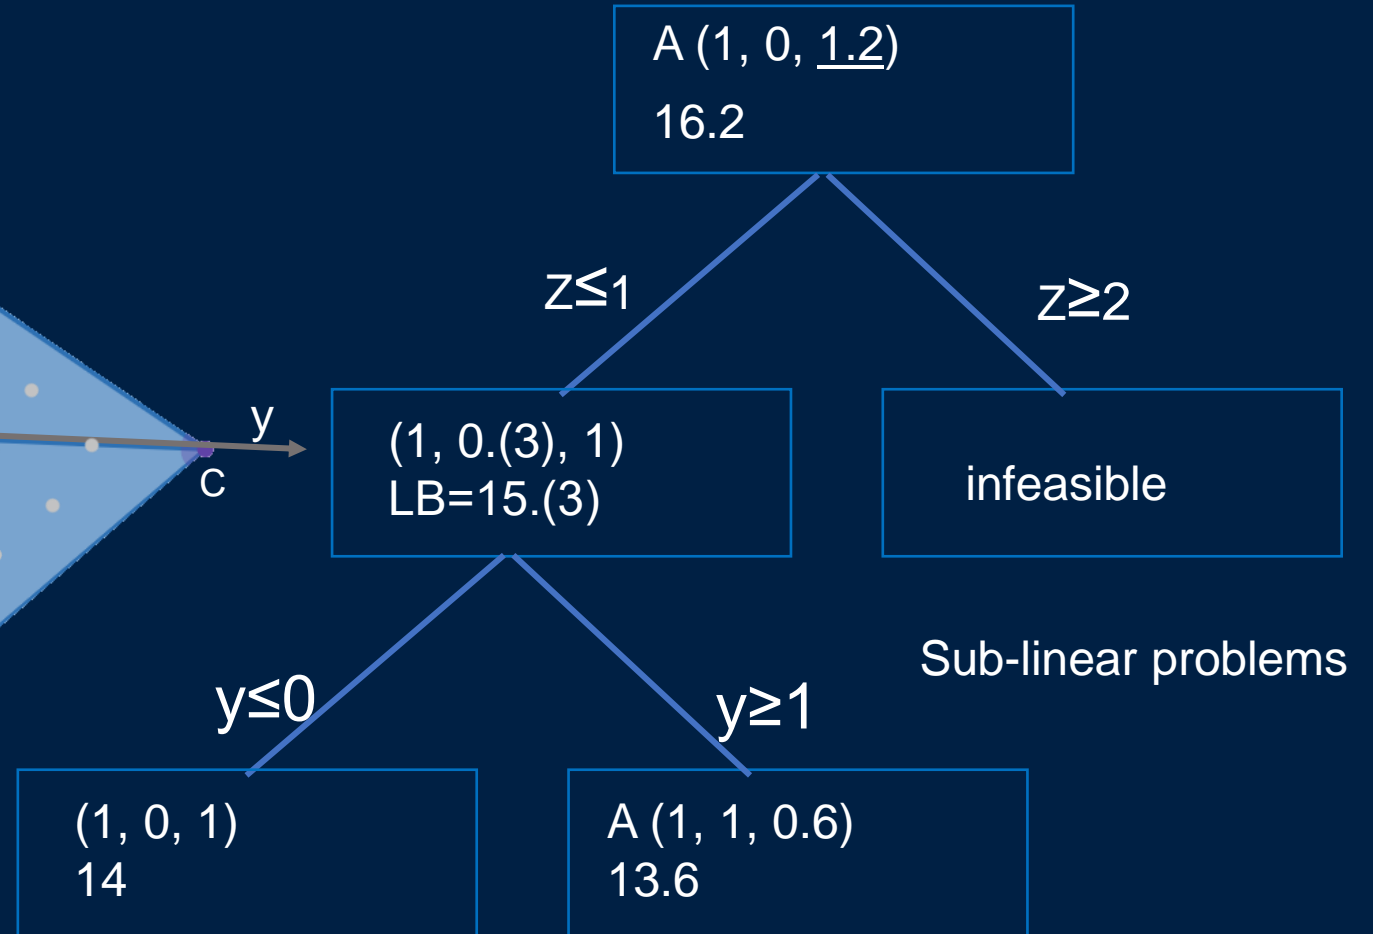 A (1, 0, 1.2)
16.2
z≤1
z≥2
y
C
(1, 0.(3), 1)
LB=15.(3)
infeasible
Sub-linear problems
y≤0
y≥1
(1, 0, 1)
14
A (1, 1, 0.6)
13.6